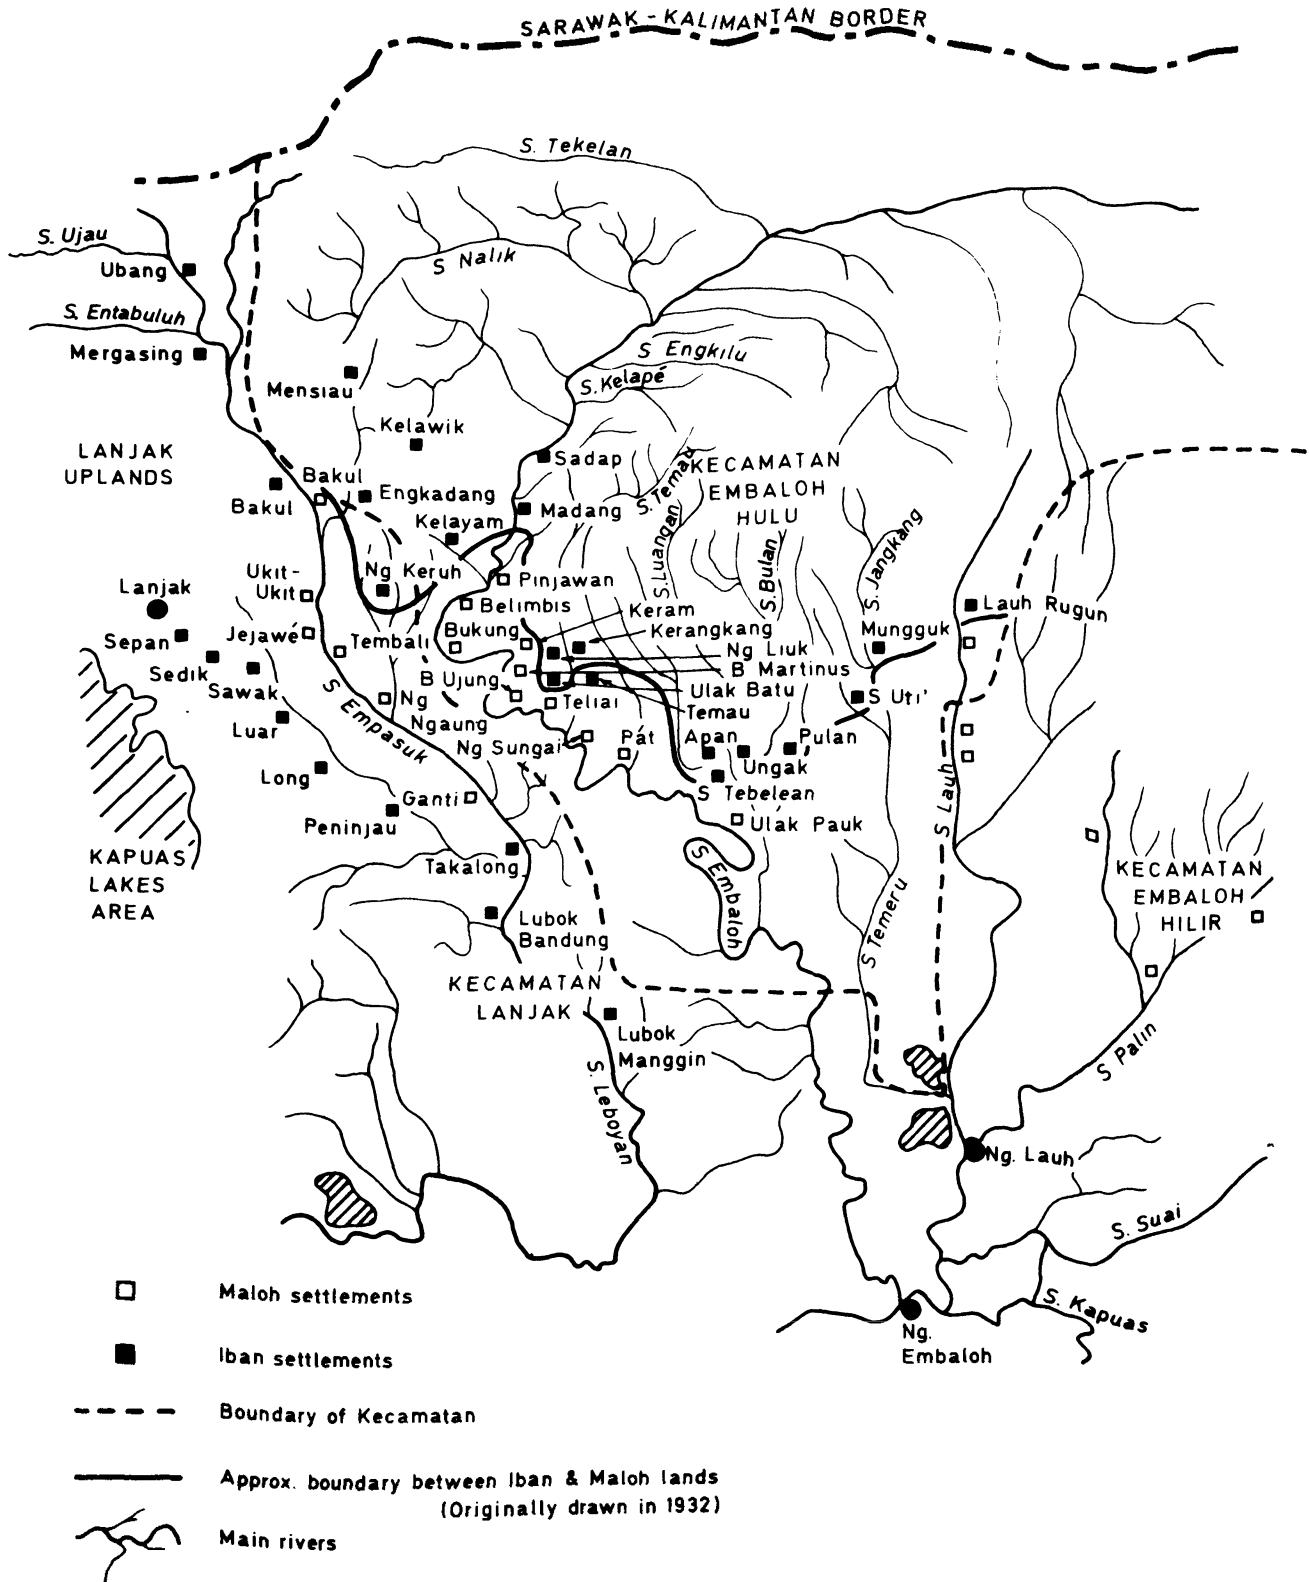 SARAWAK-KALIMANTAN BORDER
S. Tekelan
S. Ujau
Ubang
S Nalik
S. Entabuluh
Mergasing
S Engkilu
S. Kelapé
Mensiau
Kelawik
LANJAK
UPLANDS
Sadap
S. Temau
KECAMATAN
EMBALOH
HULU
Bakul
Bakul
Engkadang
Kelayam
Madang
S. Luangan
S. Bulan
S. Jangkang
Lanjak
Ukit-
Ukit
Ng Keruh
Pinjawan
Belimbis
Keram
Lauh Rugun
Sepan
Jejawé
Tembali
Bukung
Kerangkang
Mungguk
Ng Liuk
Sedik
Sawak
B Ujung
B Martinus
Ulak Batu
S Uti'
S Empasuk
Ng
Ngaung
Teliai
Temau
Luar
Ng Sungai
Pát
Apan
Pulan
Long
Ungak
S Lauh
Ganti
S Tebelean
Peninjau
Ulak Pauk
KAPUAS
LAKES
AREA
Takalong
S Embaloh
KECAMATAN
EMBALOH
HILIR
S Temeru
Lubok
Bandung
KECAMATAN
LANJAK
Lubok
Manggin
S. Leboyan
S Palin
Ng. Lauh
S. Suai
S. Kapuas
Ng.
Embaloh
Maloh settlements
Iban settlements
Boundary of Kecamatan
Approx. boundary between Iban & Maloh lands
(Originally drawn in 1932)
Main rivers